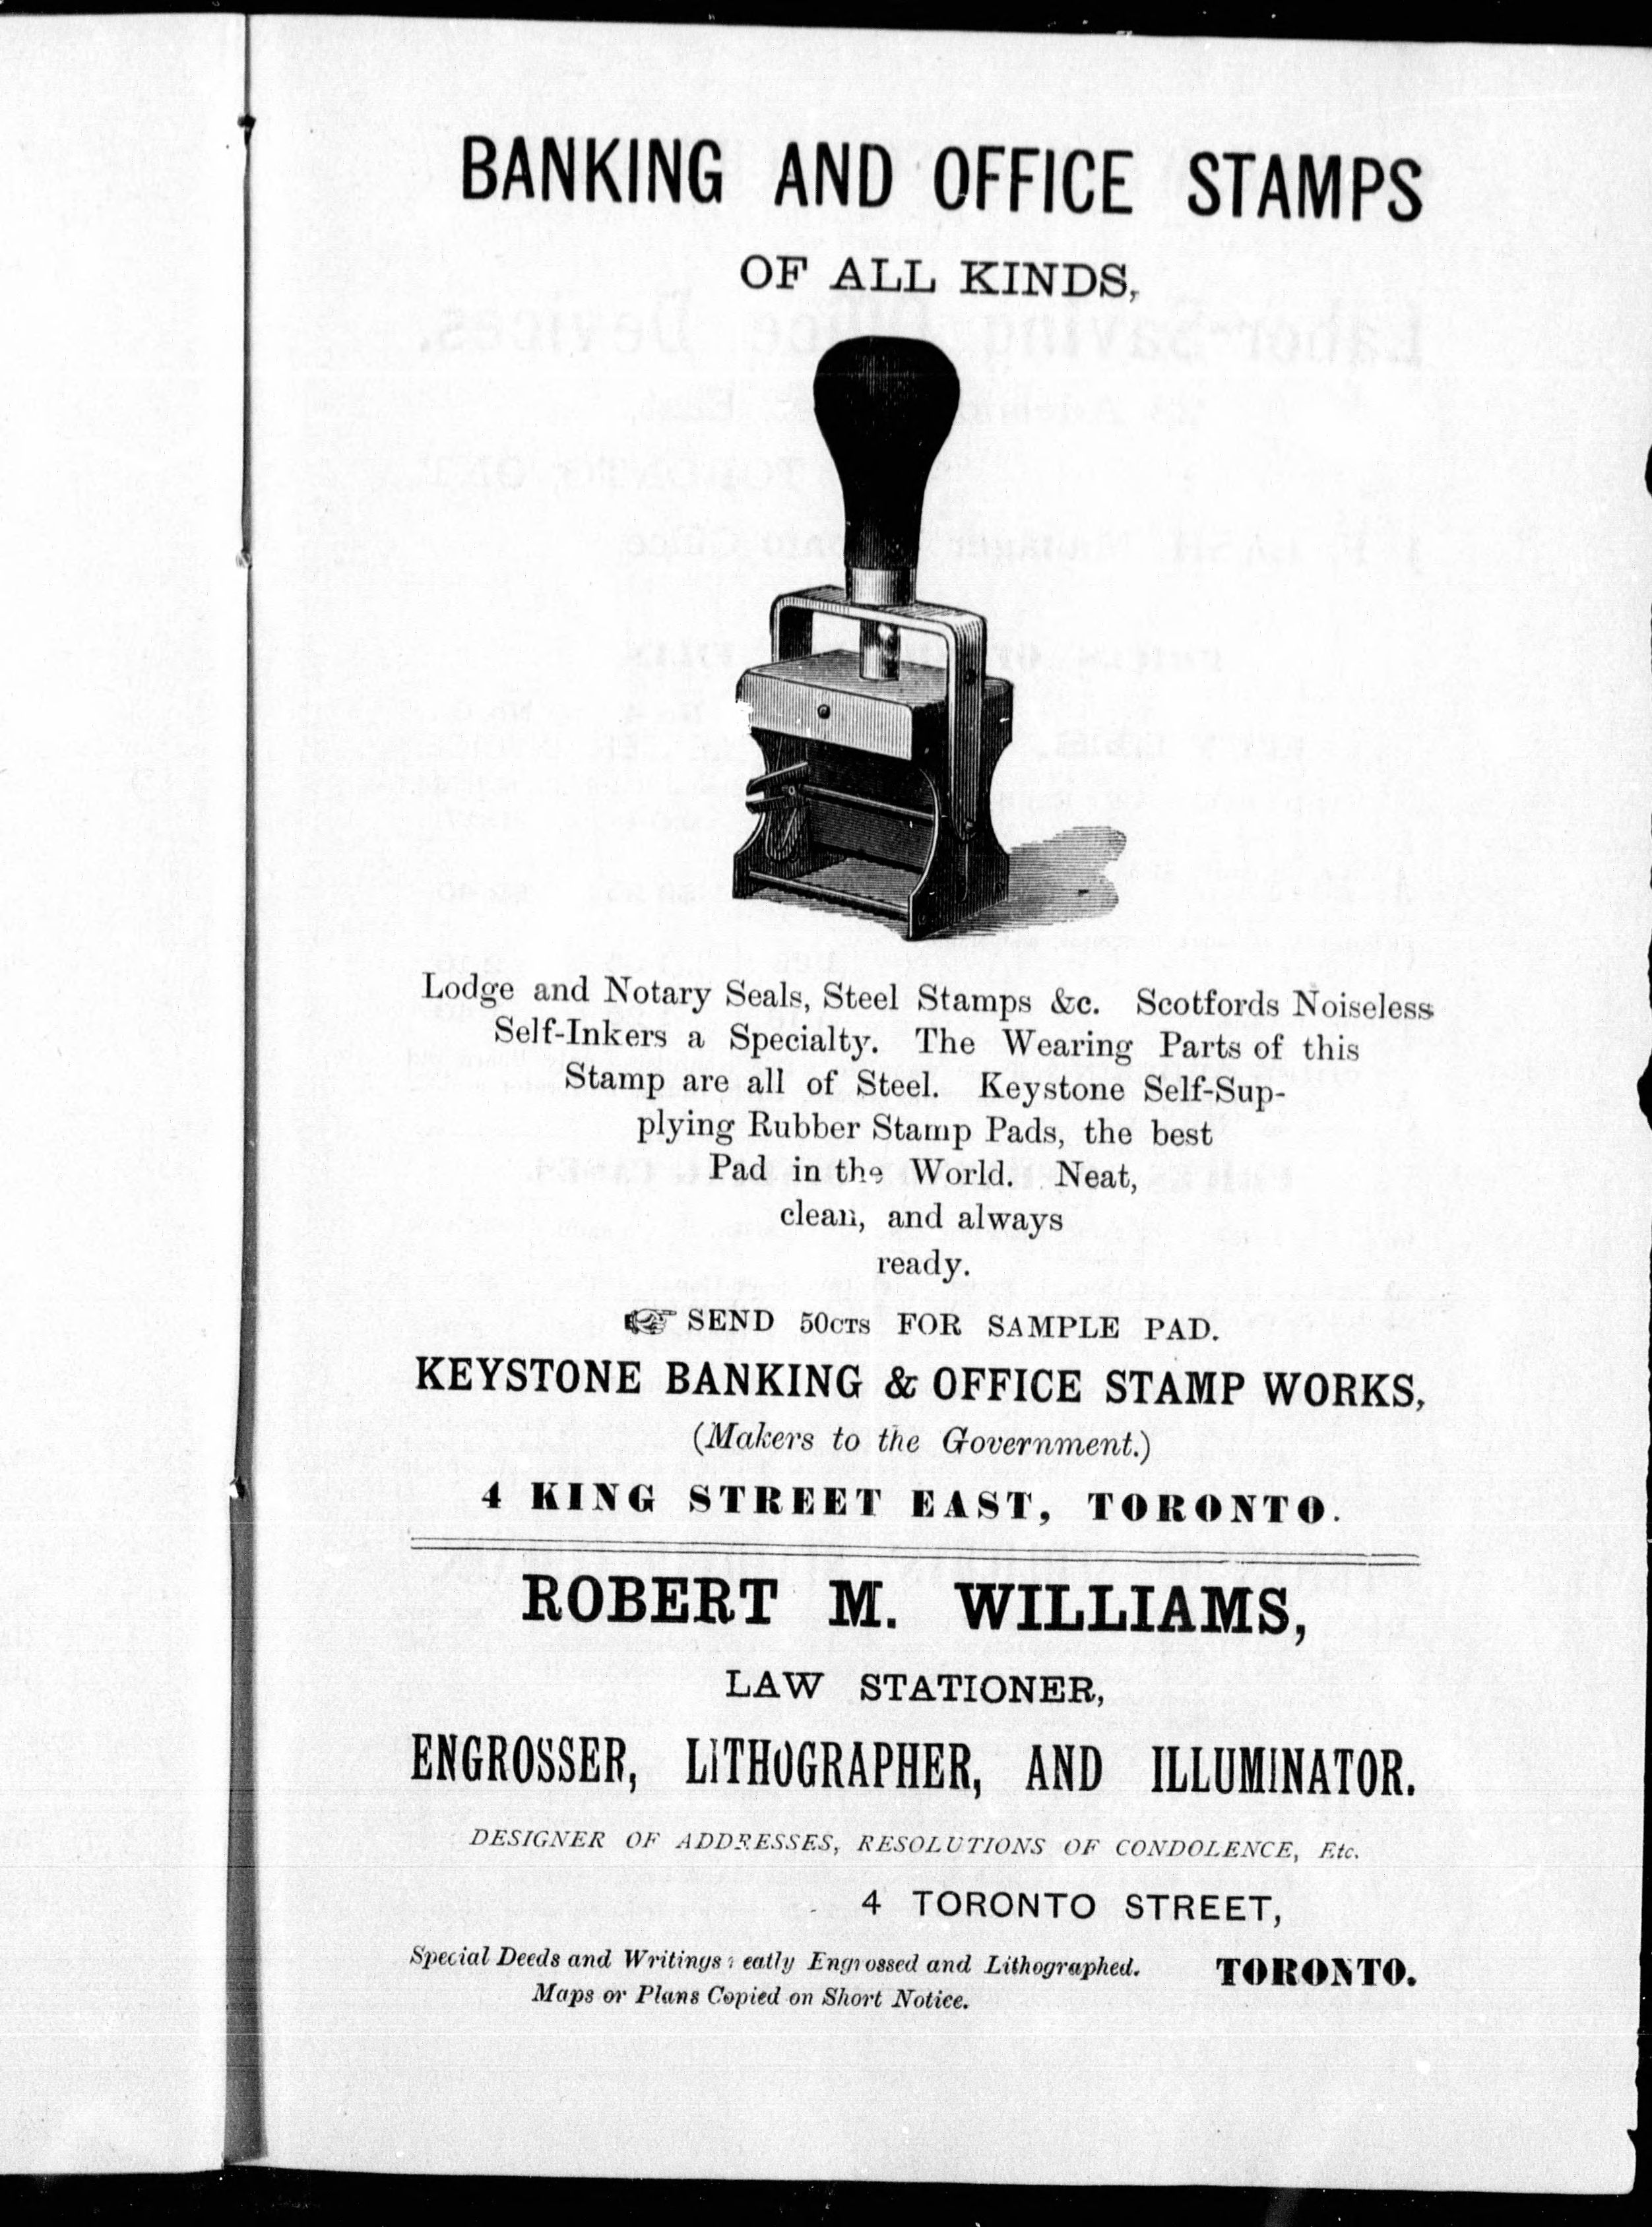 BANKING AND OFFICE STAMPS
OF ALL KINDS,
Lodge and Notary Seals, Steel Stamps &c. Scotfords Noiseless
Self-Inkers a Specialty. The Wearing Parts of this
Stamp are all of Steel. Keystone Self-Sup-
plying Rubber Stamp Pads, the best
Pad in the World. Neat,
clean, and always
ready.
☞ SEND 50CTS FOR SAMPLE PAD.
KEYSTONE BANKING & OFFICE STAMP WORKS,
(Makers to the Government.)
4 KING STREET EAST, TORONTO.
ROBERT M. WILLIAMS,
LAW STATIONER,
ENGROSSER, LITHOGRAPHER, AND ILLUMINATOR.
DESIGNER OF ADDRESSES, RESOLUTIONS OF CONDOLENCE, Etc.
4 TORONTO STREET,
Special Deeds and Writings eatly Engrossed and Lithographed. TORONTO.
Maps or Plans Copied on Short Notice.